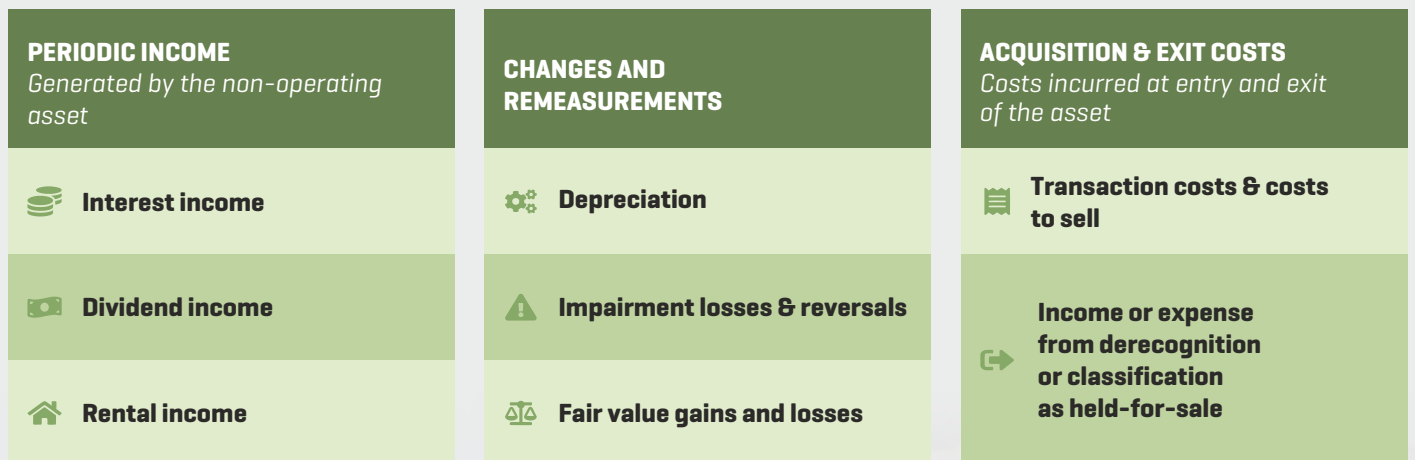 PERIODIC INCOME
Generated by the non-operating
asset
Interest income
Dividend income
Rental income
CHANGES AND
REMEASUREMENTS
Depreciation
Impairment losses & reversals
Fair value gains and losses
ACQUISITION & EXIT COSTS
Costs incurred at entry and exit
of the asset
Transaction costs & costs
to sell
Income or expense
from derecognition
or classification
as held-for-sale